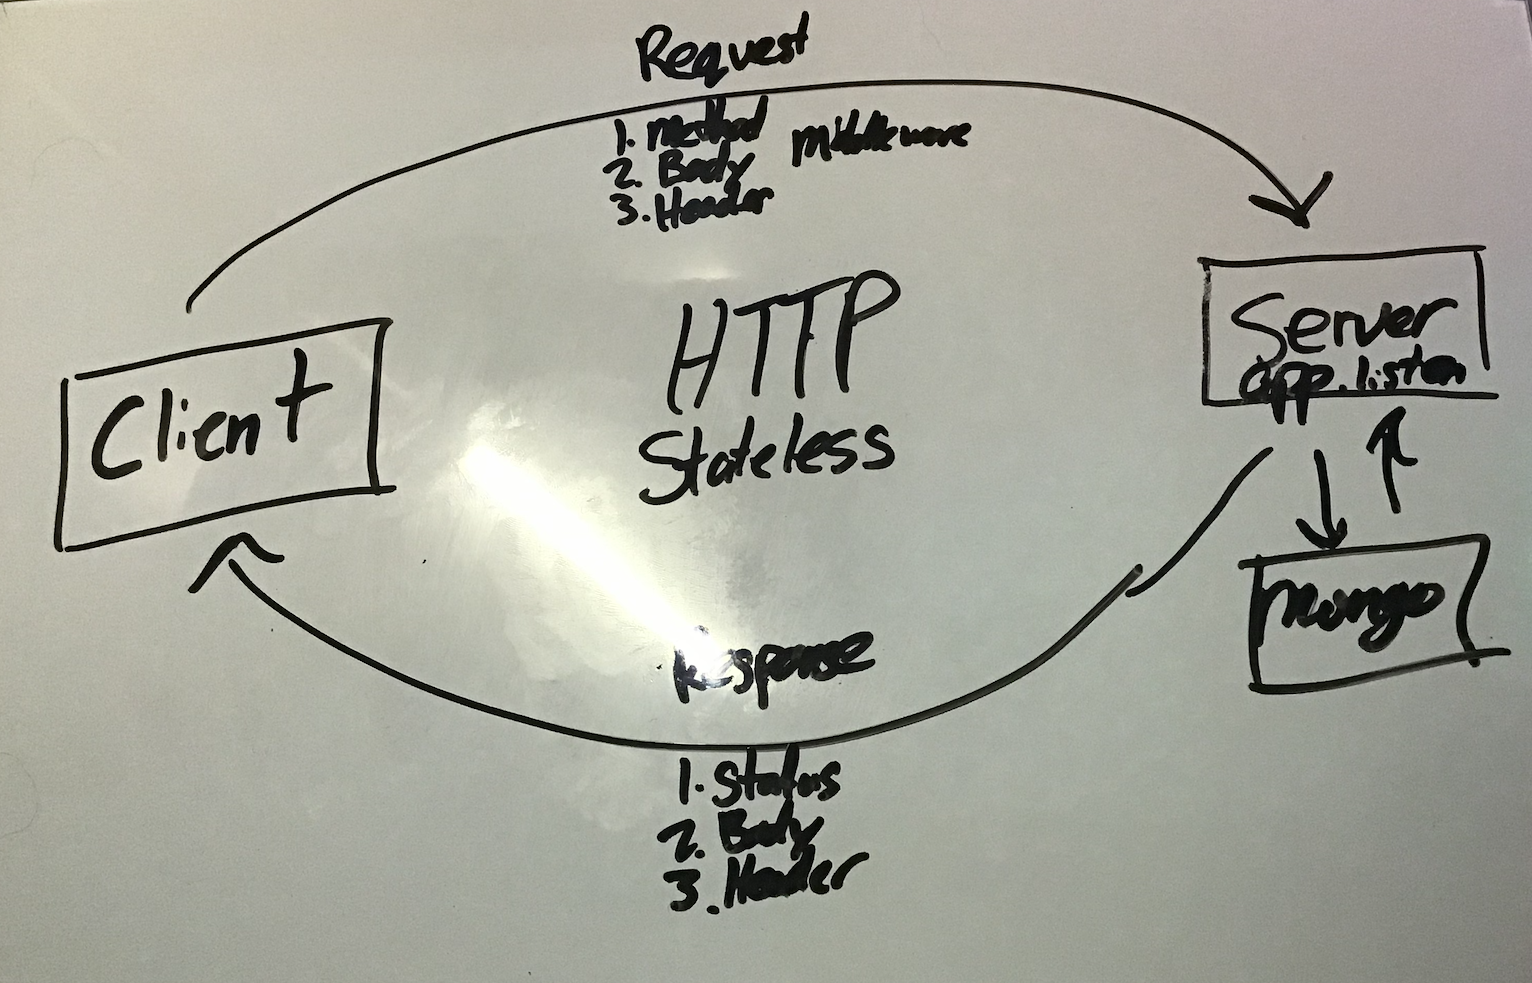 Request
1. Method
2. Body
3. Header
Middleware
HTTP
Stateless
Client
Server
app.listen
Mongo
Response
1. Status
2. Body
3. Header